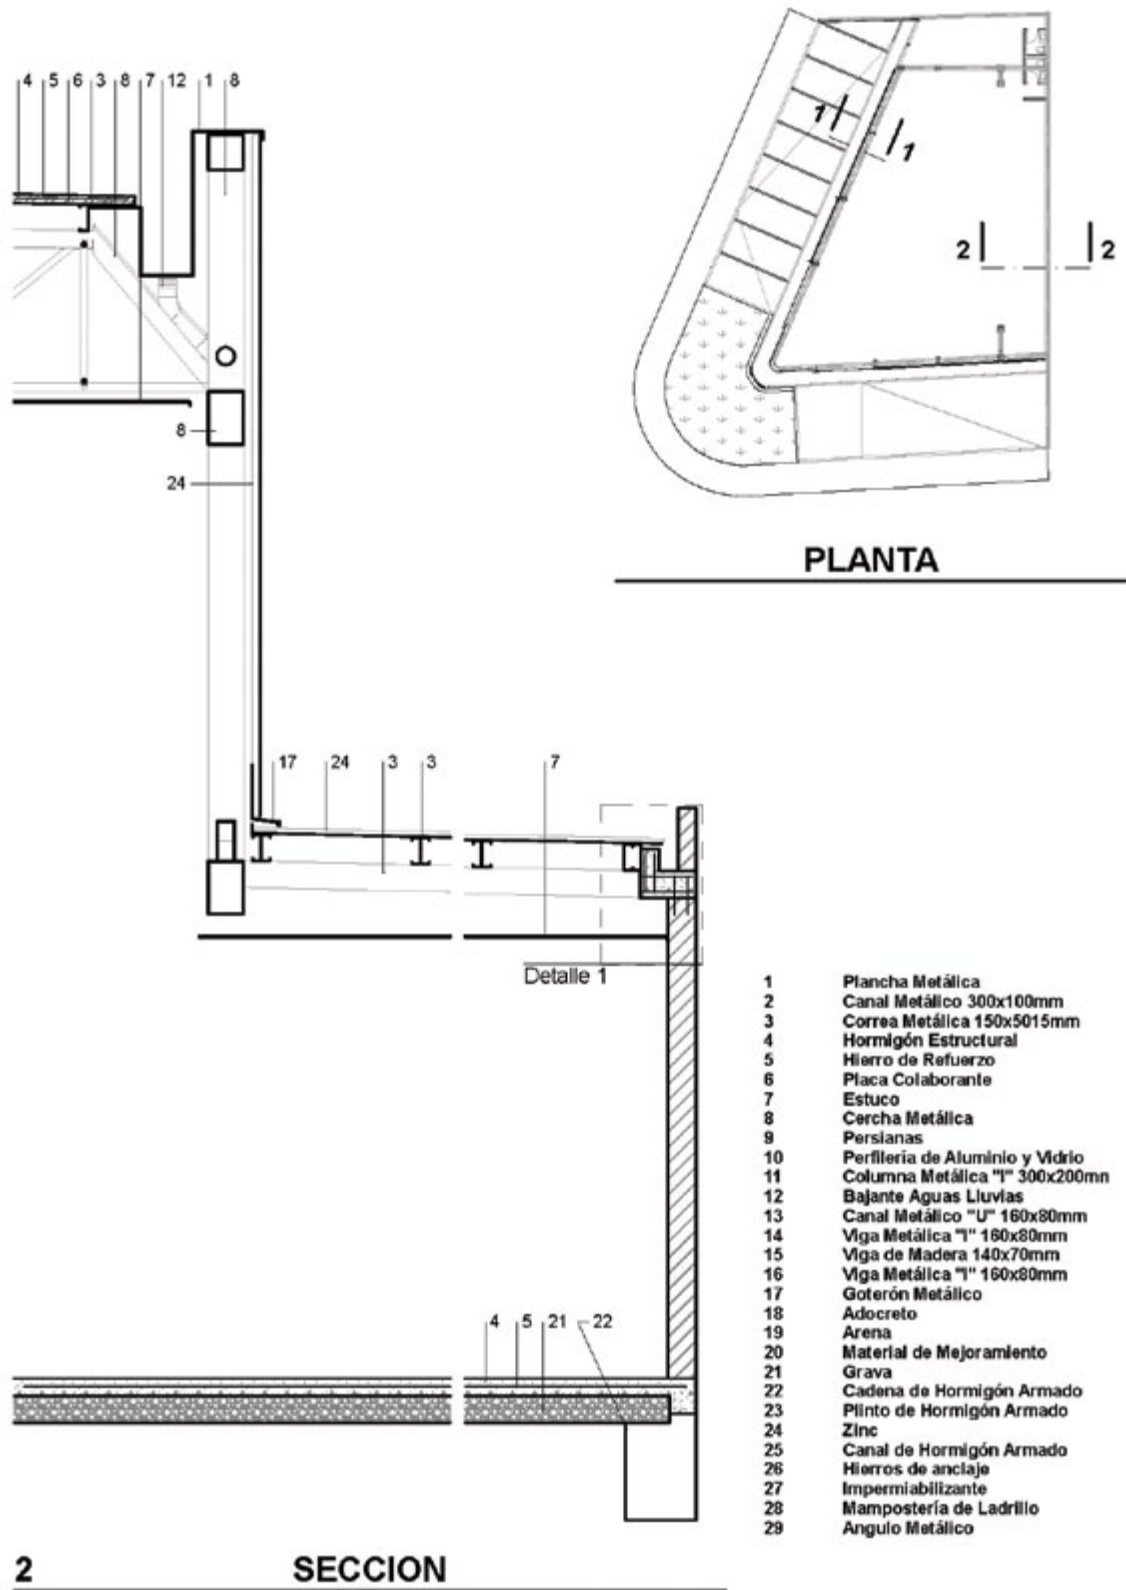 4 5 6 3 8 7 12 1 8
1
1
2 2
8
24
PLANTA
17 24 3 3 7
Detalle 1
1 Plancha Metálica
2 Canal Metálico 300x100mm
3 Correa Metálica 150x5015mm
4 Hormigón Estructural
5 Hierro de Refuerzo
6 Placa Colaborante
7 Estuco
8 Cercha Metálica
9 Persianas
10 Perfilería de Aluminio y Vidrio
11 Columna Metálica "I" 300x200mn
12 Bajante Aguas Lluvias
13 Canal Metálico "U" 160x80mm
14 Viga Metálica "I" 160x80mm
15 Viga de Madera 140x70mm
16 Viga Metálica "I" 160x80mm
17 Goterón Metálico
18 Adocreto
19 Arena
20 Material de Mejoramiento
21 Grava
22 Cadena de Hormigón Armado
23 Plinto de Hormigón Armado
24 Zinc
25 Canal de Hormigón Armado
26 Hierros de anclaje
27 Impermiabilizante
28 Mampostería de Ladrillo
29 Angulo Metálico
4 5 21 22
2 SECCION